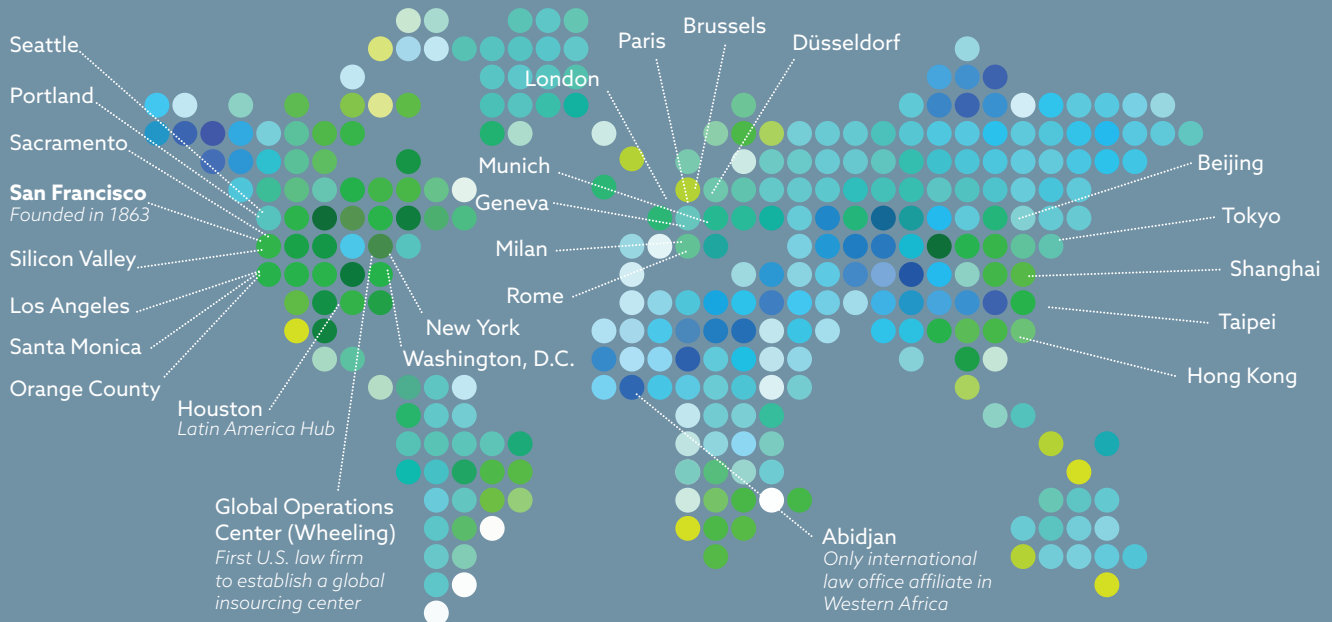 Seattle
Portland
Sacramento
San Francisco
Founded in 1863
Silicon Valley
Los Angeles
Santa Monica
Orange County
Houston
Latin America Hub
Global Operations
Center (Wheeling)
First U.S. law firm
to establish a global
insourcing center
New York
Washington, D.C.
Paris
Brussels
Düsseldorf
London
Munich
Geneva
Milan
Rome
Abidjan
Only international
law office affiliate in
Western Africa
Beijing
Tokyo
Shanghai
Taipei
Hong Kong